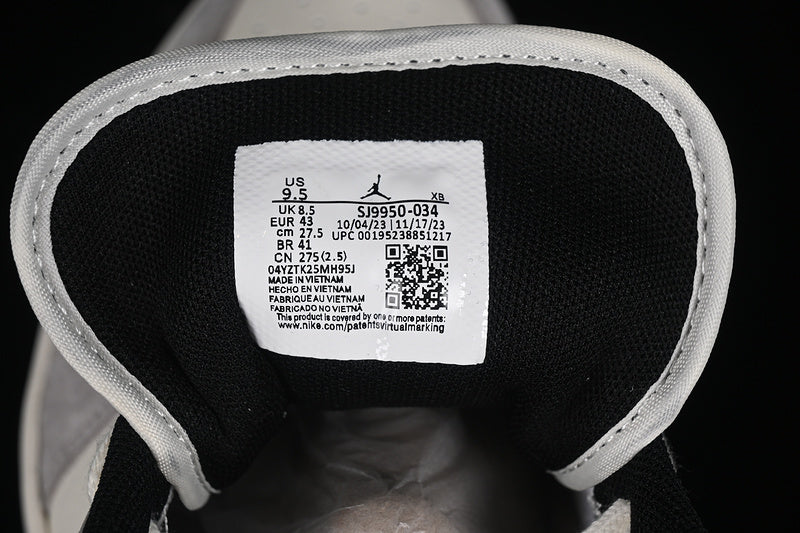 US
9.5
XB
UK 8.5
SJ9950-034
EUR 43
10/04/23 | 11/17/23
cm 27.5
UPC 00195238851217
BR 41
CN 275(2.5)
04YZTK25MH95J
MADE IN VIETNAM
HECHO EN VIETNAM
FABRIQUE AU VIETNAM
FABRICADO NO VIETNÃ
This product is covered by one or more patents:
www.nike.com/patentsvirtualmarking